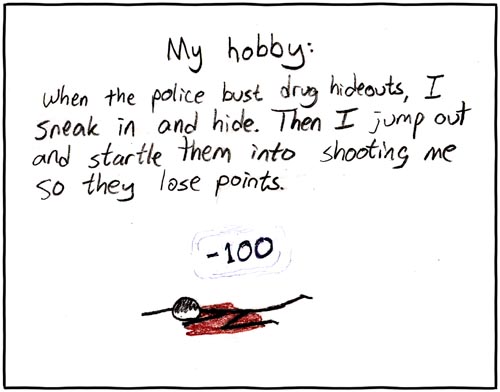 My hobby:
When the police bust drug hideouts, I
sneak in and hide. Then I jump out
and startle them into shooting me
so they lose points.
-100